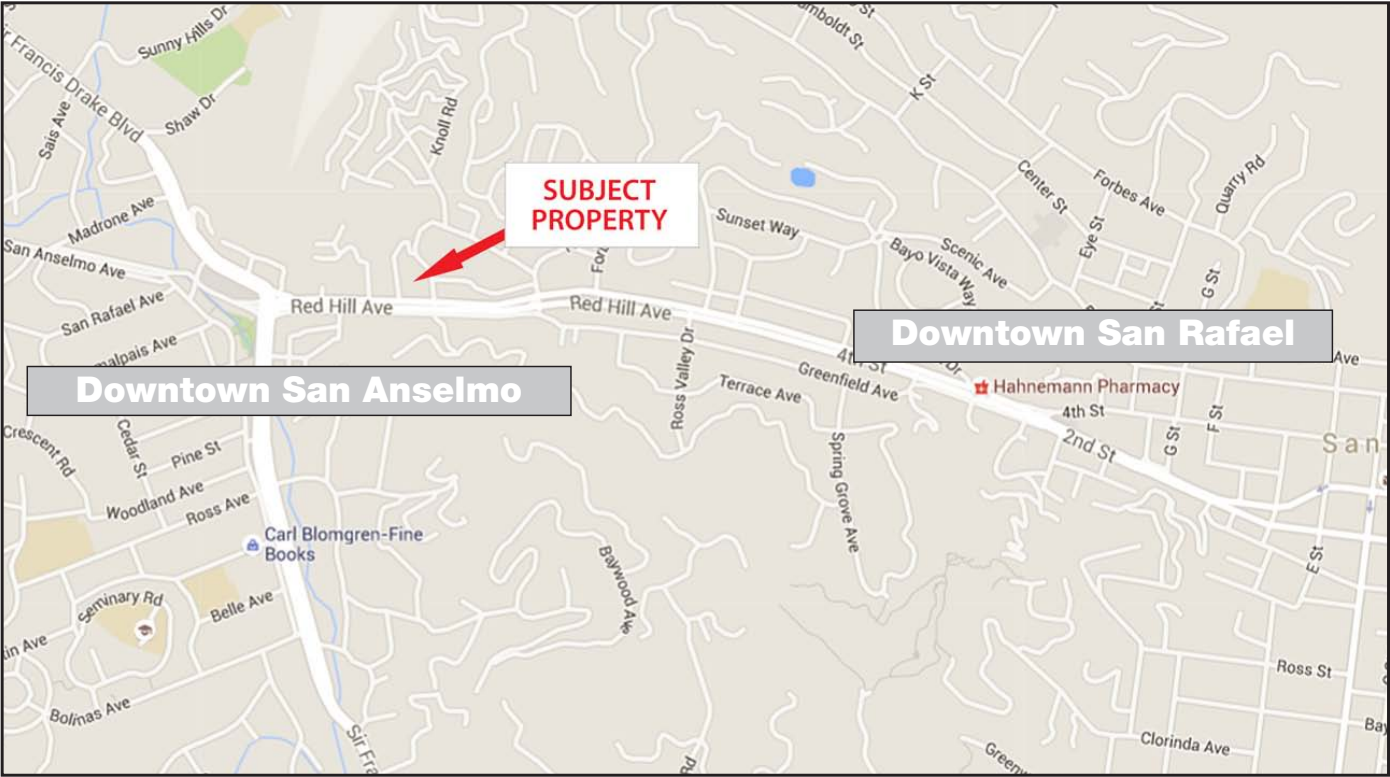 Sunny Hills Dr
Francis Drake Blvd
Shaw Dr
Sais Ave
Knoll Rd
K St
SUBJECT
PROPERTY
Center St
Forbes Ave
Quarry Rd
Madrone Ave
Sunset Way
Eye St
San Anselmo Ave
Bayo Vista Way
Scenic Ave
G St
San Rafael Ave
Red Hill Ave
Red Hill Ave
Downtown San Rafael
4th St
Ave
Ross Valley Dr
Greenfield Ave
Dr
Hahnemann Pharmacy
Downtown San Anselmo
Terrace Ave
4th St
F St
G St
2nd St
San
Crescent Rd
Cedar St
Pine St
Spring Grove Ave
Woodland Ave
Ross Ave
Carl Blomgren-Fine
Books
Baywood Ave
E St
Seminary Rd
Belle Ave
Ross St
Bolinas Ave
Clorinda Ave